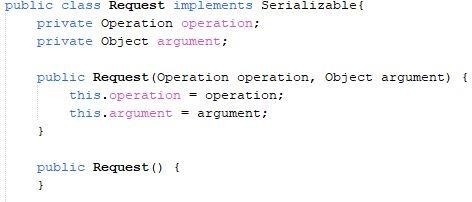 public class Request implements Serializable{
private Operation operation;
private Object argument;
public Request(Operation operation, Object argument) {
this.operation = operation;
this.argument = argument;
}
public Request() {
}